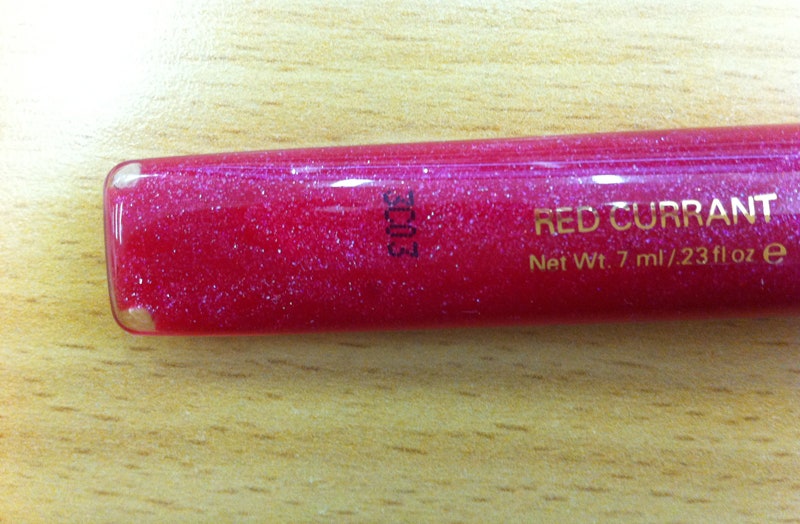 3C03
RED CURRANT
Net Wt. 7 ml/.23 fl oz ℮